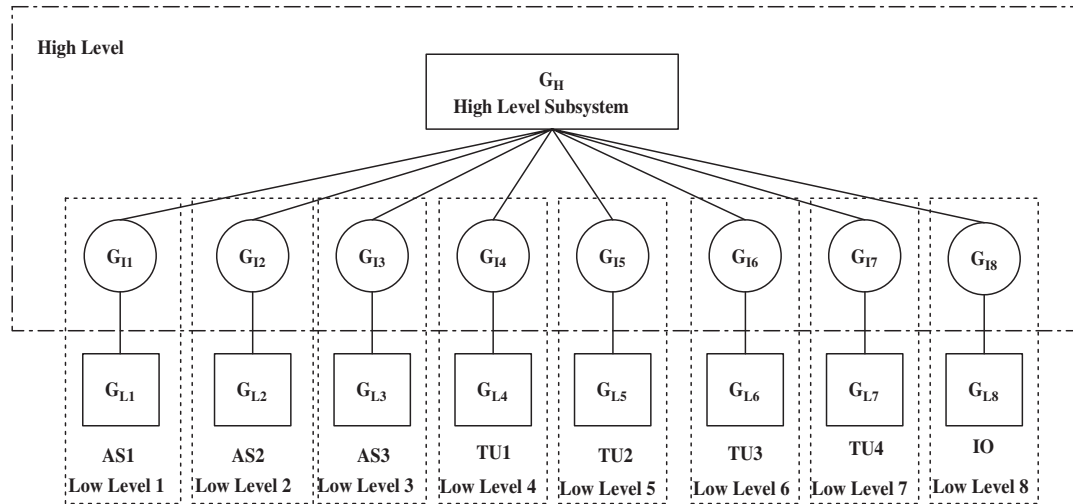 High Level
G_H
High Level Subsystem
G_I1 G_I2 G_I3 G_I4 G_I5 G_I6 G_I7 G_I8
G_L1 G_L2 G_L3 G_L4 G_L5 G_L6 G_L7 G_L8
AS1 AS2 AS3 TU1 TU2 TU3 TU4 IO
Low Level 1 Low Level 2 Low Level 3 Low Level 4 Low Level 5 Low Level 6 Low Level 7 Low Level 8